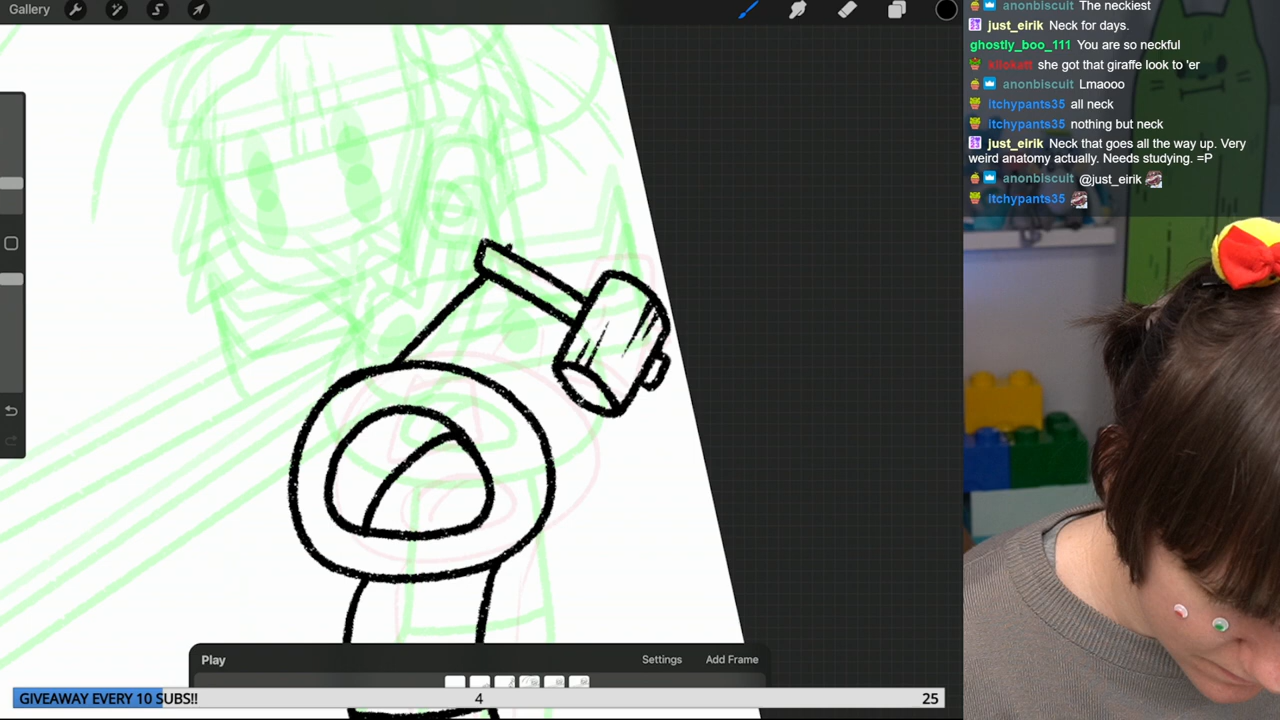 Gallery
anonbiscuit The neckiest
just_eirik Neck for days.
ghostly_boo_111 You are so neckful
she got that giraffe look to 'er
anonbiscuit Lmaooo
itchypants35 all neck
itchypants35 nothing but neck
just_eirik Neck that goes all the way up. Very
weird anatomy actually. Needs studying. =P
anonbiscuit @just_eirik
itchypants35
Play
Settings
Add Frame
GIVEAWAY EVERY 10 SUBS!!
4
25